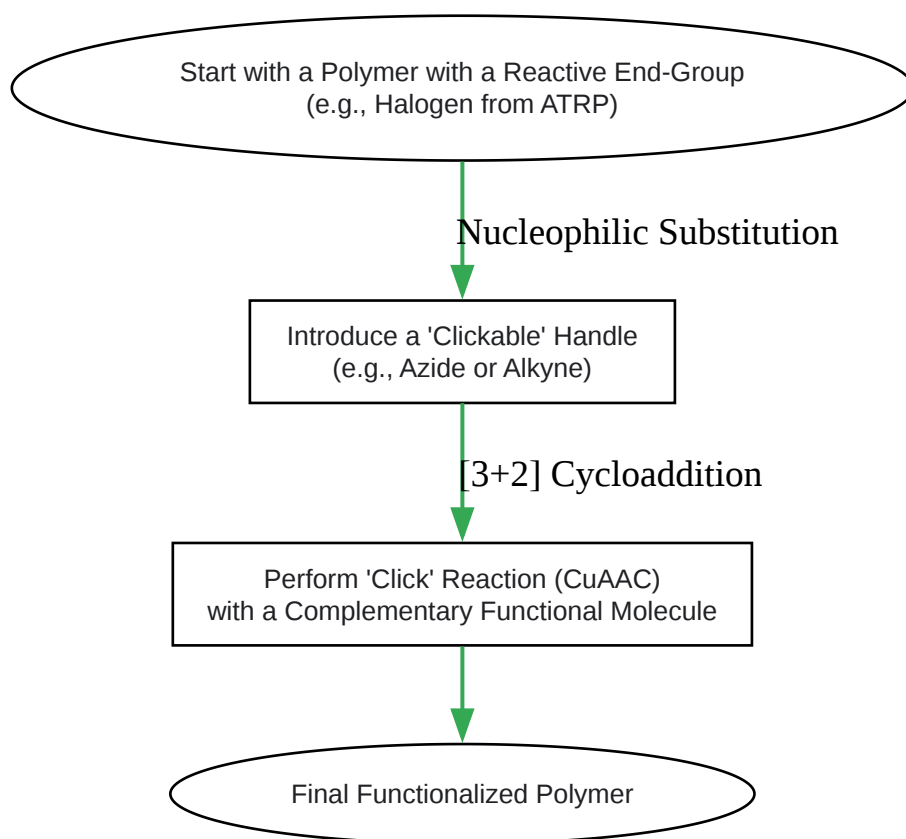 Start with a Polymer with a Reactive End-Group
(e.g., Halogen from ATRP)
Nucleophilic Substitution
Introduce a 'Clickable' Handle
(e.g., Azide or Alkyne)
[3+2] Cycloaddition
Perform 'Click' Reaction (CuAAC)
with a Complementary Functional Molecule
Final Functionalized Polymer